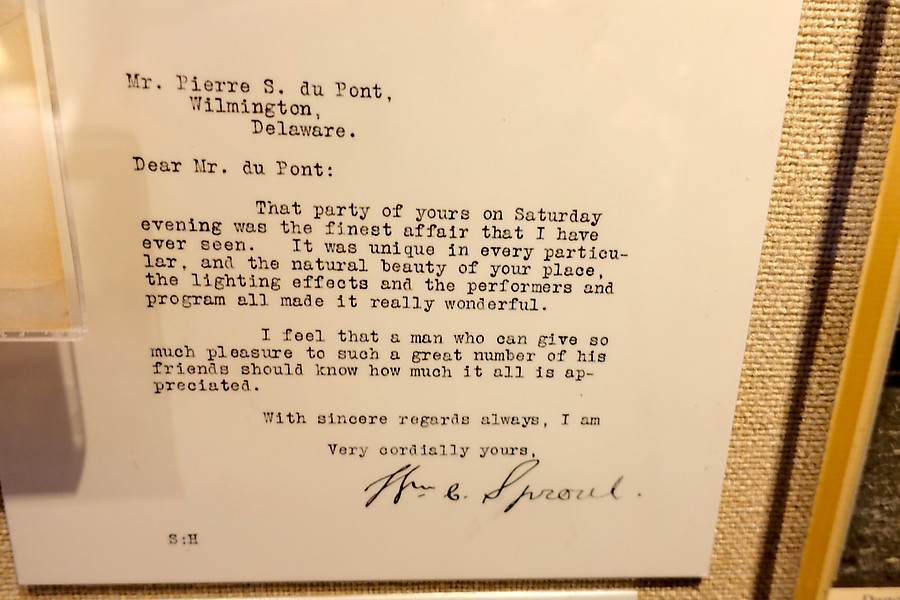 Mr. Pierre S. du Pont,
Wilmington,
Delaware.
Dear Mr. du Pont:
That party of yours on Saturday
evening was the finest affair that I have
ever seen. It was unique in every particu-
lar, and the natural beauty of your place,
the lighting effects and the performers and
program all made it really wonderful.
I feel that a man who can give so
much pleasure to such a great number of his
friends should know how much it all is ap-
preciated.
With sincere regards always, I am
Very cordially yours,
Wm C. Sproul.
S:H